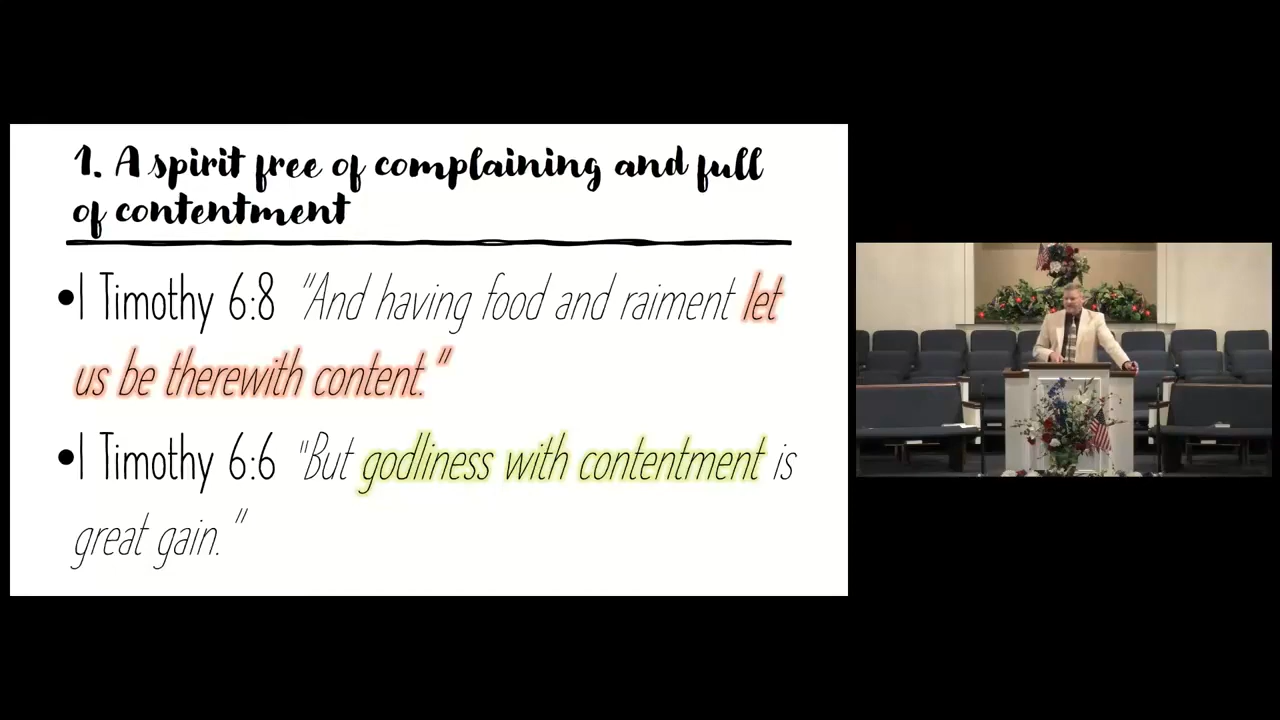 1. A spirit free of complaining and full
of contentment
•I Timothy 6:8 "And having food and raiment let
us be therewith content."
•I Timothy 6:6 "But godliness with contentment is
great gain."